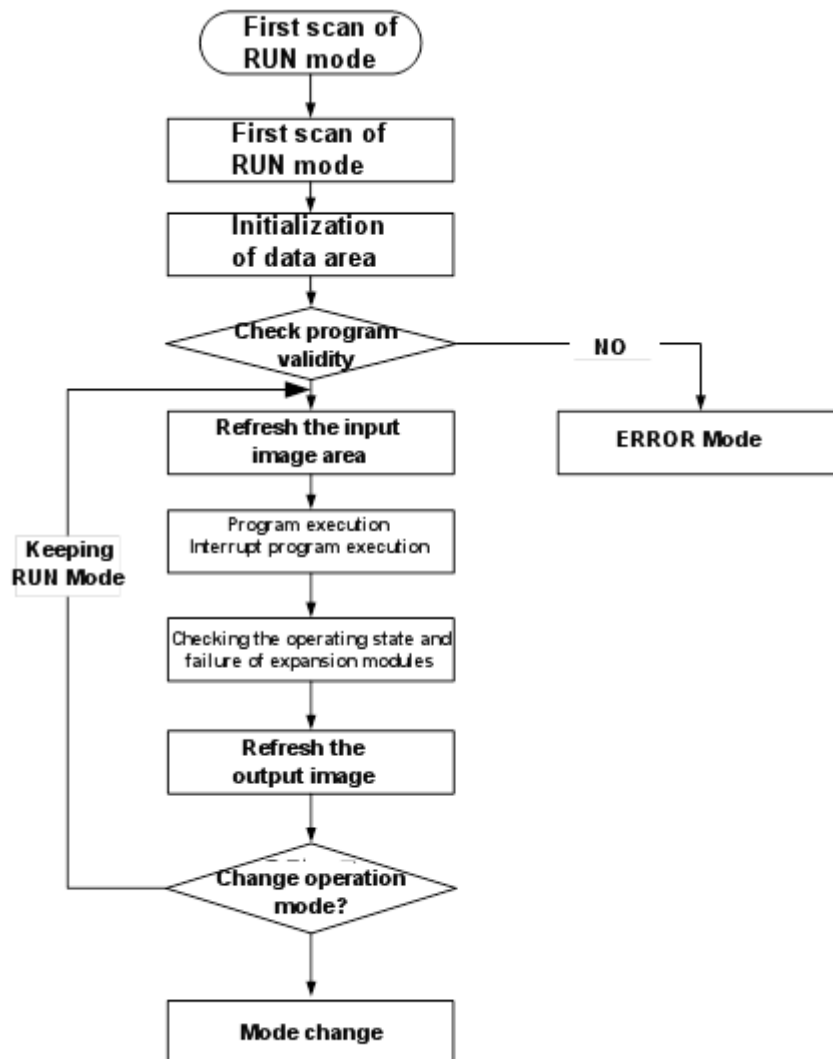 First scan of
RUN mode
First scan of
RUN mode
Initialization
of data area
Check program
validity
NO
Refresh the input
image area
ERROR Mode
Program execution
Interrupt program execution
Keeping
RUN Mode
Checking the operating state and
failure of expansion modules
Refresh the
output image
Change operation
mode?
Mode change